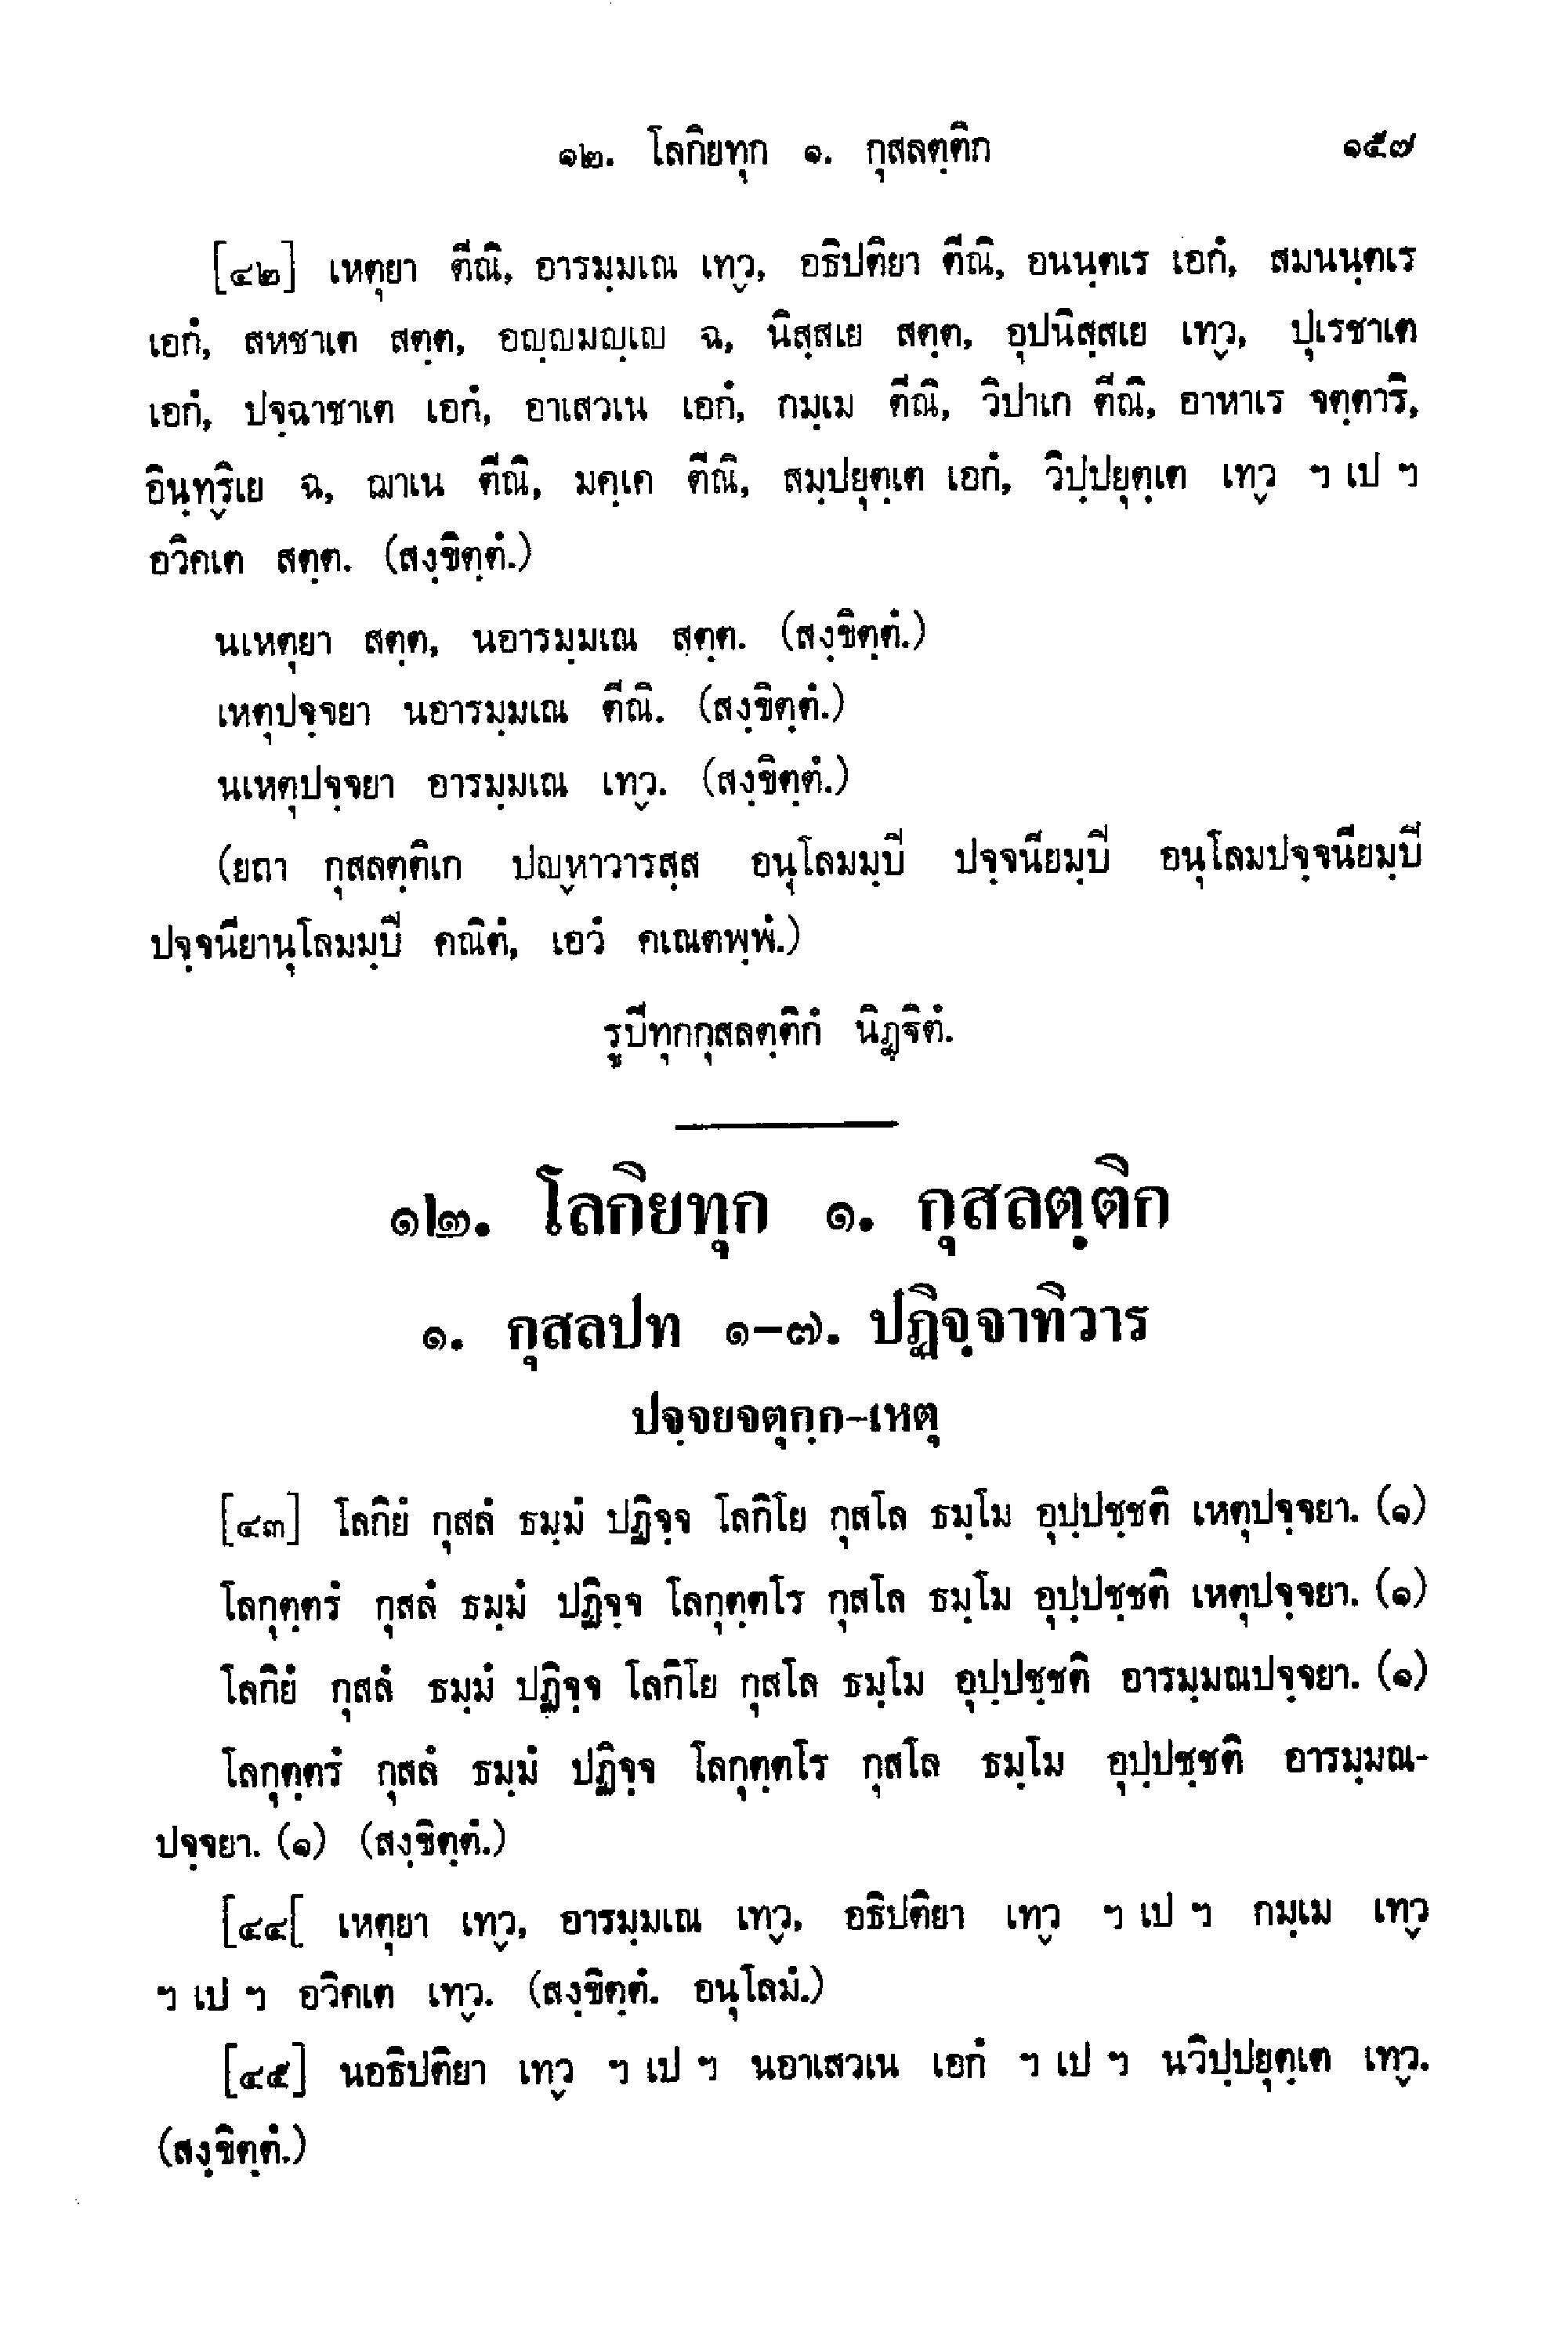 ๑๒. โลกิยทุก ๑. กุสลตฺติก ๑๕๗
[๔๒] เหตุยา ตีณิ, อารมฺมเณ เทฺว, อธิปติยา ตีณิ, อนนฺตเร เอกํ, สมนนฺตเร
เอกํ, สหชาเต สตฺต, อญฺญมญฺเญ ฉ, นิสฺสเย สตฺต, อุปนิสฺสเย เทฺว, ปุเรชาเต
เอกํ, ปจฺฉาชาเต เอกํ, อาเสวเน เอกํ, กมฺเม ตีณิ, วิปาเก ตีณิ, อาหาเร จตฺตาริ,
อินฺทฺริเย ฉ, ฌาเน ตีณิ, มคฺเค ตีณิ, สมฺปยุตฺเต เอกํ, วิปฺปยุตฺเต เทฺว ฯ เป ฯ
อวิคเต สตฺต. (สงฺขิตฺตํ.)
นเหตุยา สตฺต, นอารมฺมเณ สตฺต. (สงฺขิตฺตํ.)
เหตุปจฺจยา นอารมฺมเณ ตีณิ. (สงฺขิตฺตํ.)
นเหตุปจฺจยา อารมฺมเณ เทฺว. (สงฺขิตฺตํ.)
(ยถา กุสลตฺติเก ปญฺหาวารสฺส อนุโลมมฺปิ ปจฺจนียมฺปิ อนุโลมปจฺจนียมฺปิ
ปจฺจนียานุโลมมฺปิ คณิตํ, เอวํ คเณตพฺพํ.)
รูปีทุกกุสลตฺติกํ นิฏฺฐิตํ.
๑๒. โลกิยทุก ๑. กุสลตฺติก
๑. กุสลปท ๑-๗. ปฏิจฺจาทิวาร
ปจฺจยจตุกฺก-เหตุ
[๔๓] โลกิยํ กุสลํ ธมฺมํ ปฏิจฺจ โลกิโย กุสโล ธมฺโม อุปฺปชฺชติ เหตุปจฺจยา. (๑)
โลกุตฺตรํ กุสลํ ธมฺมํ ปฏิจฺจ โลกุตฺตโร กุสโล ธมฺโม อุปฺปชฺชติ เหตุปจฺจยา. (๑)
โลกิยํ กุสลํ ธมฺมํ ปฏิจฺจ โลกิโย กุสโล ธมฺโม อุปฺปชฺชติ อารมฺมณปจฺจยา. (๑)
โลกุตฺตรํ กุสลํ ธมฺมํ ปฏิจฺจ โลกุตฺตโร กุสโล ธมฺโม อุปฺปชฺชติ อารมฺมณ-
ปจฺจยา. (๑) (สงฺขิตฺตํ.)
[๔๔[ เหตุยา เทฺว, อารมฺมเณ เทฺว, อธิปติยา เทฺว ฯ เป ฯ กมฺเม เทฺว
ฯ เป ฯ อวิคเต เทฺว. (สงฺขิตฺตํ. อนุโลมํ.)
[๔๕] นอธิปติยา เทฺว ฯ เป ฯ นอาเสวเน เอกํ ฯ เป ฯ นวิปฺปยุตฺเต เทฺว.
(สงฺขิตฺตํ.)